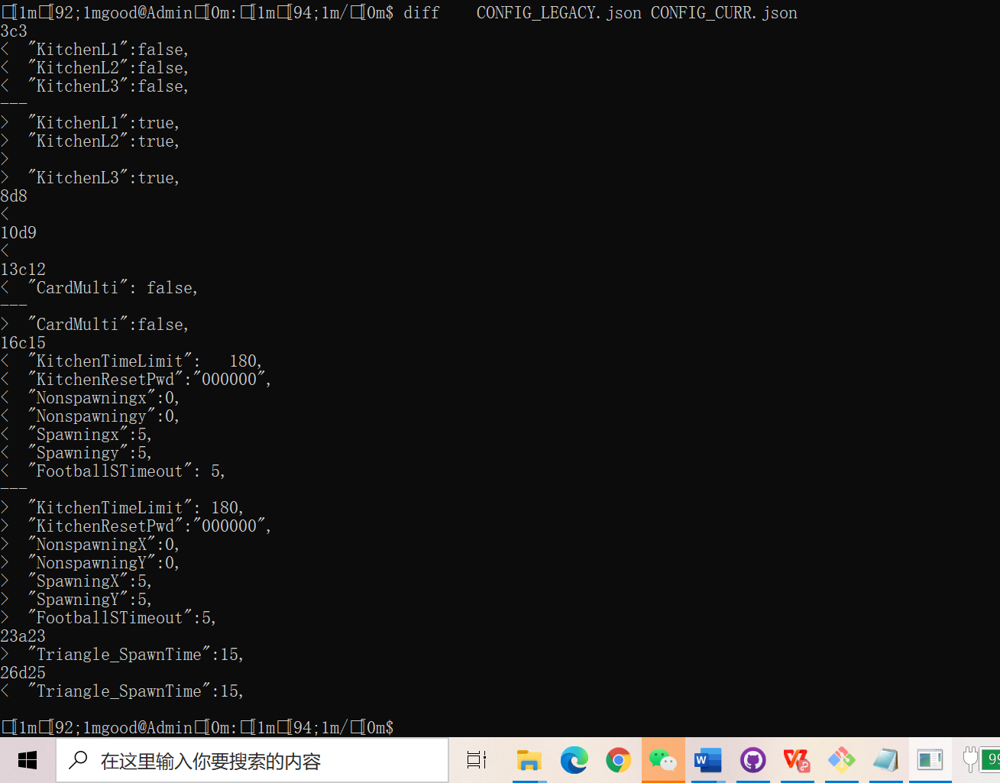 □[1m□[92;1mgood@Admin□[0m:□[1m□[94;1m/□[0m$ diff    CONFIG_LEGACY.json CONFIG_CURR.json
3c3
<  "KitchenL1":false,
<  "KitchenL2":false,
<  "KitchenL3":false,
---
>  "KitchenL1":true,
>  "KitchenL2":true,
>
>  "KitchenL3":true,
8d8
<
10d9
<
13c12
<  "CardMulti": false,
---
>  "CardMulti":false,
16c15
<  "KitchenTimeLimit":   180,
<  "KitchenResetPwd":"000000",
<  "Nonspawningx":0,
<  "Nonspawningy":0,
<  "Spawningx":5,
<  "Spawningy":5,
<  "FootballSTimeout": 5,
---
>  "KitchenTimeLimit": 180,
>  "KitchenResetPwd":"000000",
>  "NonspawningX":0,
>  "NonspawningY":0,
>  "SpawningX":5,
>  "SpawningY":5,
>  "FootballSTimeout":5,
23a23
>  "Triangle_SpawnTime":15,
26d25
<  "Triangle_SpawnTime":15,
□[1m□[92;1mgood@Admin□[0m:□[1m□[94;1m/□[0m$
在这里输入你要搜索的内容